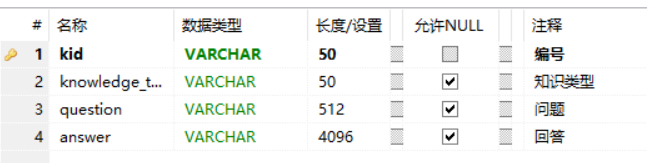 # 名称 数据类型 长度/设置 允许NULL 注释
1 kid VARCHAR 50 编号
2 knowledge_t... VARCHAR 50 知识类型
3 question VARCHAR 512 问题
4 answer VARCHAR 4096 回答